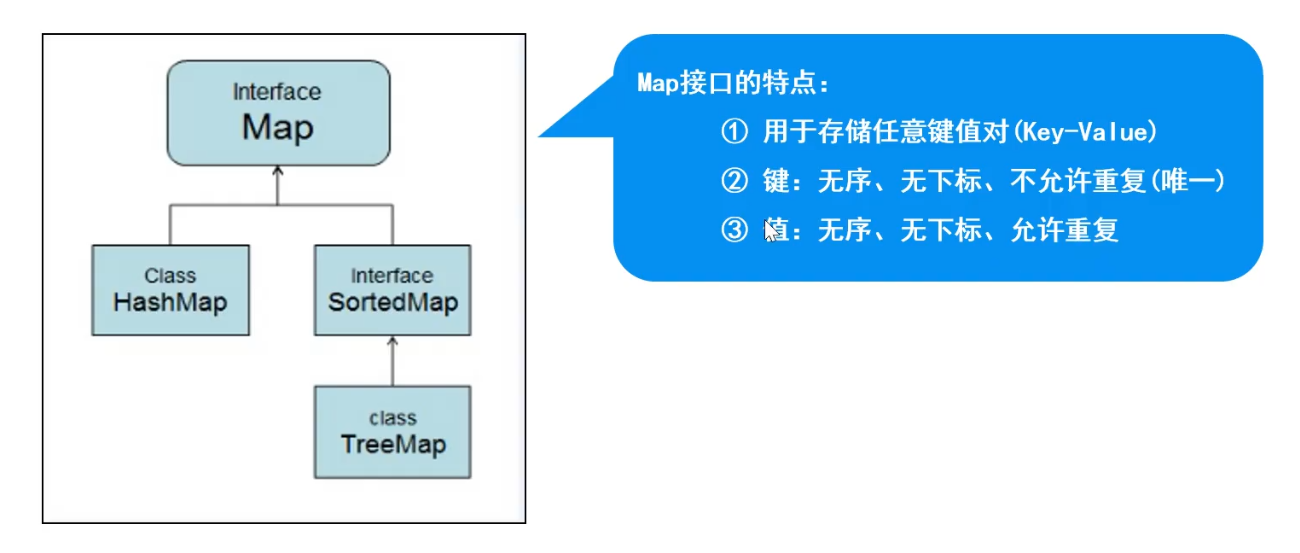 Interface
Map
Class
HashMap
Interface
SortedMap
class
TreeMap
Map接口的特点：
① 用于存储任意键值对(Key-Value)
② 键：无序、无下标、不允许重复(唯一)
③ 值：无序、无下标、允许重复